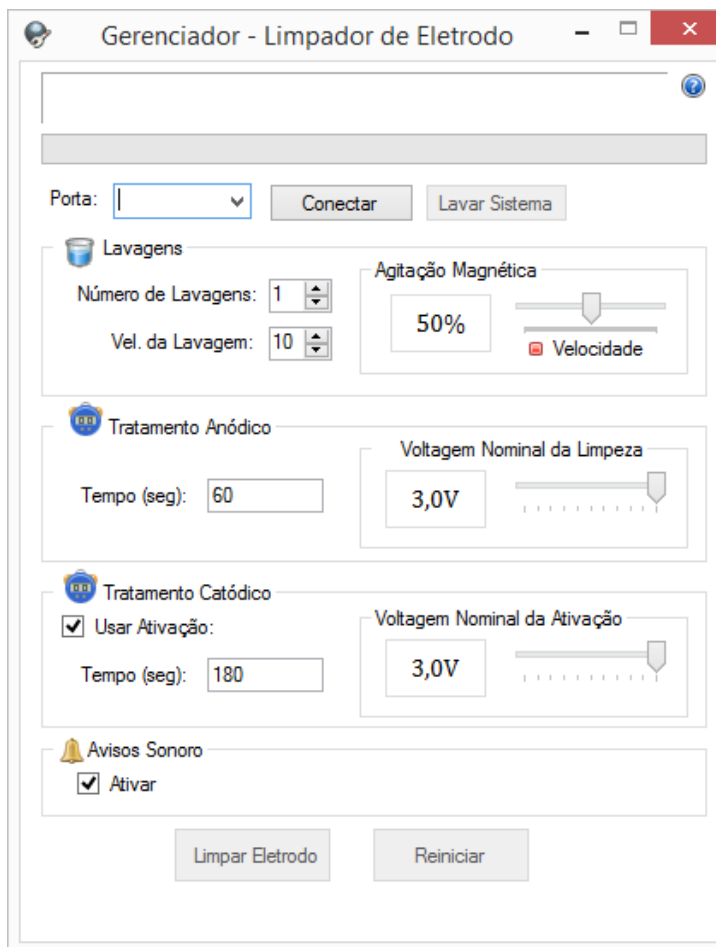 Gerenciador - Limpador de Eletrodo
Porta:
Conectar
Lavar Sistema
Lavagens
Número de Lavagens: 1
Vel. da Lavagem: 10
Agitação Magnética
50%
Velocidade
Tratamento Anódico
Tempo (seg): 60
Voltagem Nominal da Limpeza
3,0V
Tratamento Catódico
Usar Ativação:
Tempo (seg): 180
Voltagem Nominal da Ativação
3,0V
Avisos Sonoro
Ativar
Limpar Eletrodo
Reiniciar